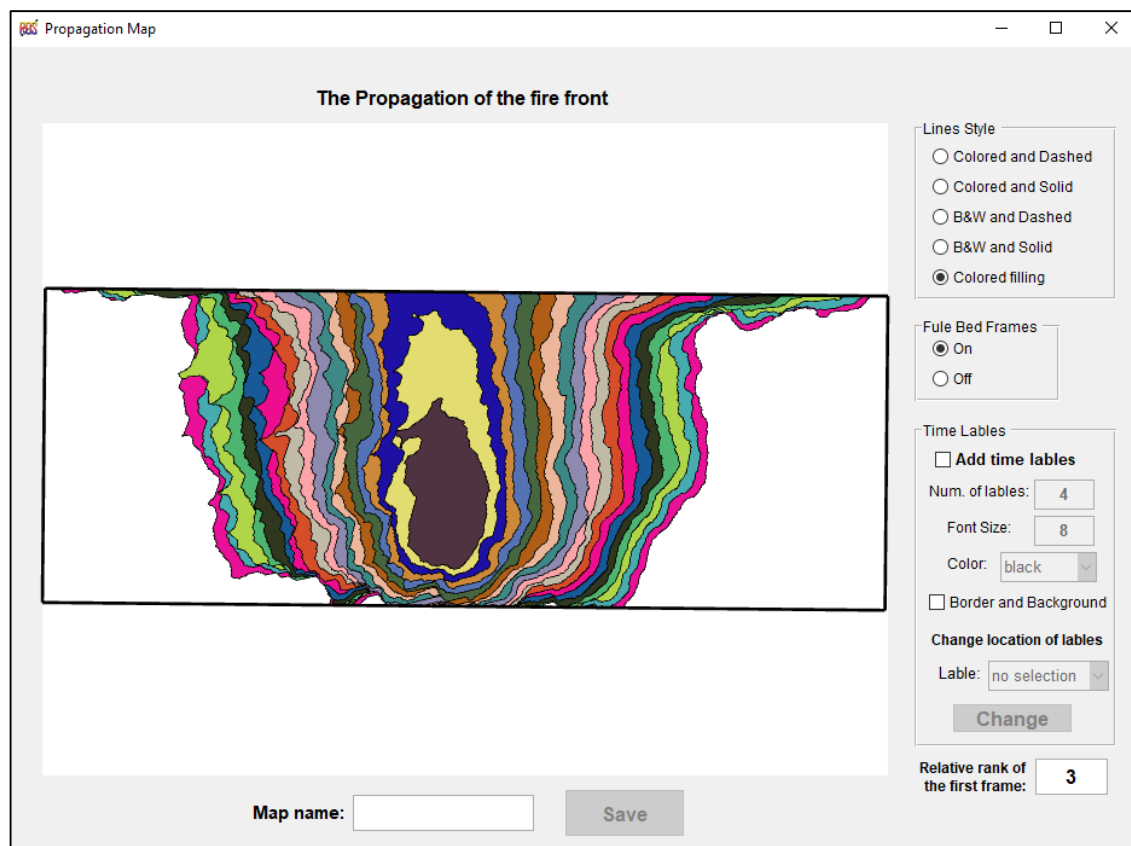 RBS Propagation Map
The Propagation of the fire front
Lines Style
Colored and Dashed
Colored and Solid
B&W and Dashed
B&W and Solid
Colored filling
Fule Bed Frames
On
Off
Time Lables
Add time lables
Num. of lables: 4
Font Size: 8
Color: black
Border and Background
Change location of lables
Lable: no selection
Change
Relative rank of
the first frame: 3
Map name:
Save